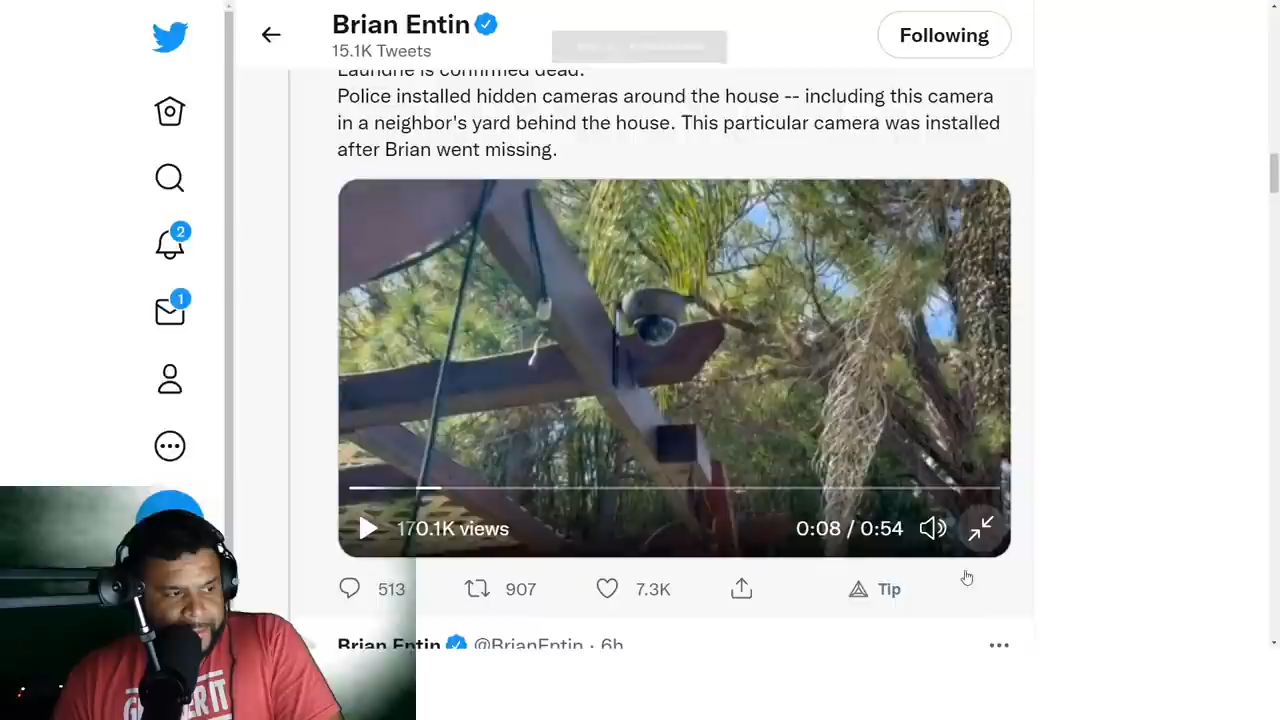 Brian Entin
15.1K Tweets
Following
Laundrie is confirmed dead.
Police installed hidden cameras around the house -- including this camera
in a neighbor's yard behind the house. This particular camera was installed
after Brian went missing.
2
1
170.1K views
0:08 / 0:54
513
907
7.3K
Tip
Brian Entin @BrianEntin · 6h